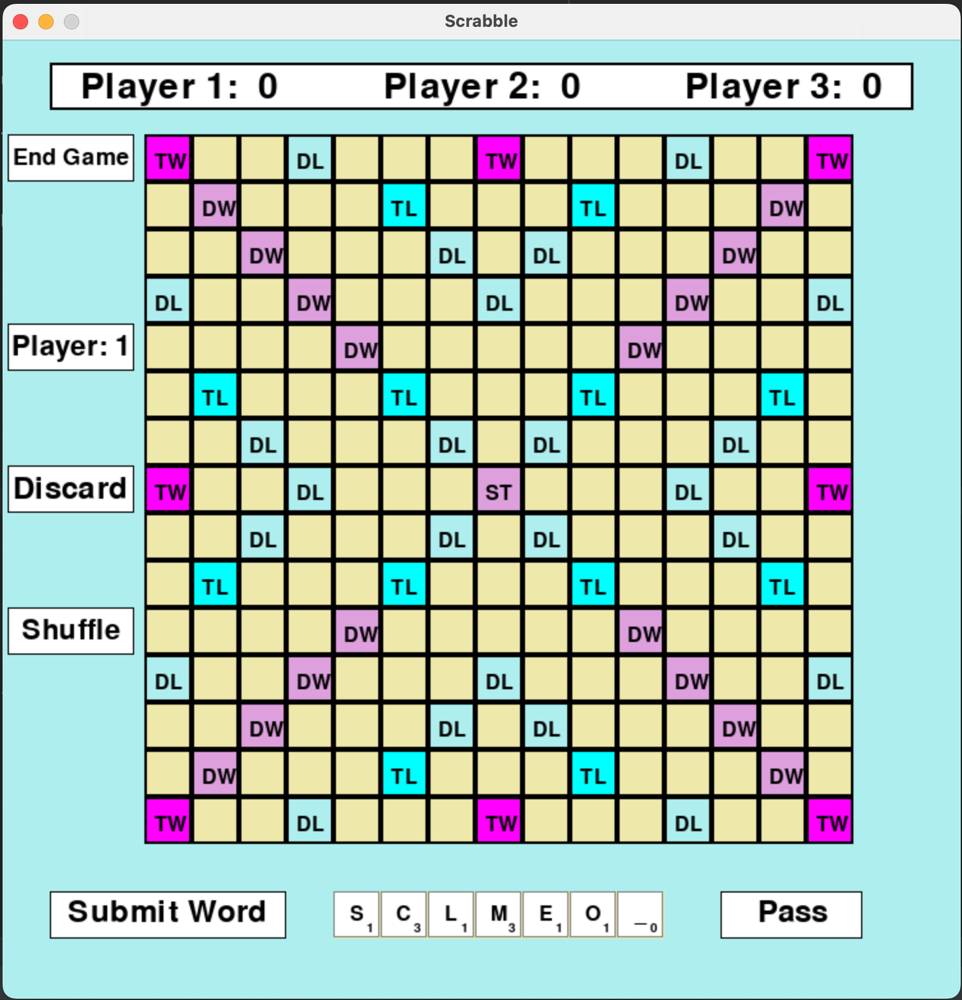 Scrabble
Player 1: 0 Player 2: 0 Player 3: 0
End Game
TW DL TW DL TW
DW TL TL DW
DW DL DL DW
DL DW DL DW DL
Player: 1
DW DW
TL TL TL TL
DL DL DL DL
Discard
TW DL ST DL TW
DL DL DL DL
TL TL TL TL
Shuffle
DW DW
DL DW DL DW DL
DW DL DL DW
DW TL TL DW
TW DL TW DL TW
Submit Word
S 1 C 3 L 1 M 3 E 1 O 1 _ 0
Pass